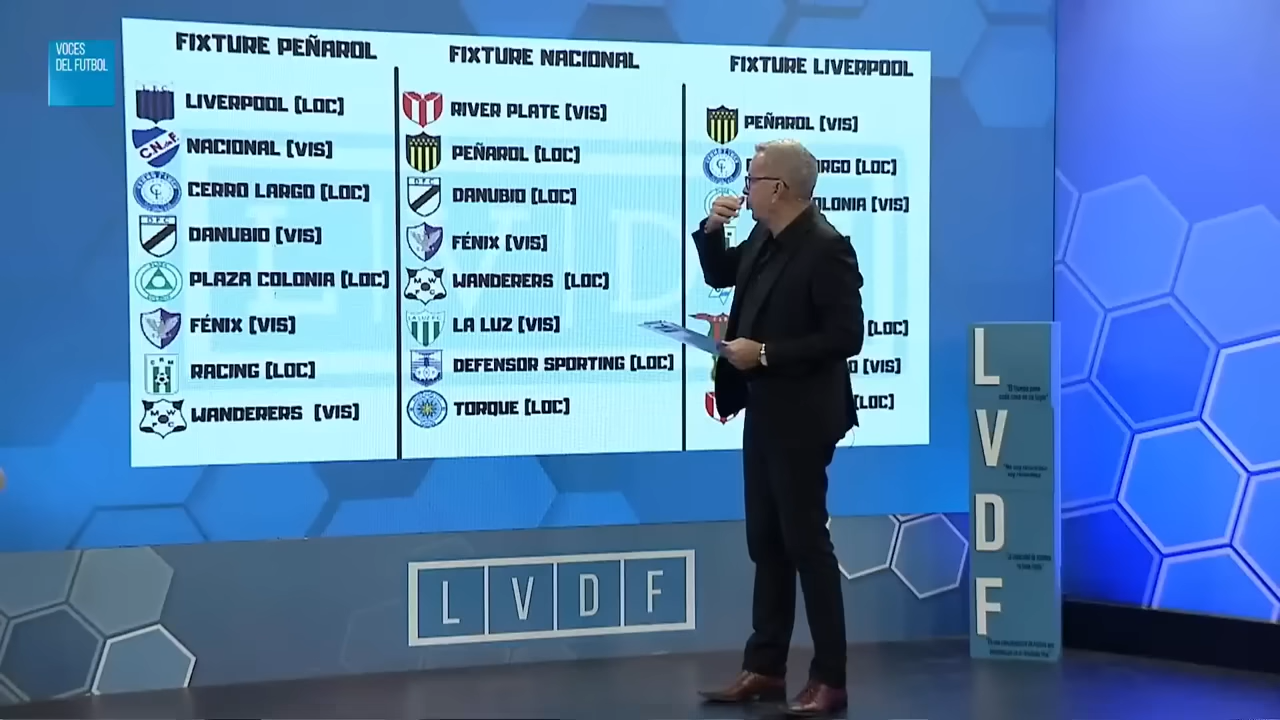 VOCES
DEL FUTBOL
FIXTURE PEÑAROL
LIVERPOOL (LOC)
NACIONAL (VIS)
CERRO LARGO (LOC)
DANUBIO (VIS)
PLAZA COLONIA (LOC)
FÉNIX (VIS)
RACING (LOC)
WANDERERS (VIS)
FIXTURE NACIONAL
RIVER PLATE (VIS)
PEÑAROL (LOC)
DANUBIO (LOC)
FÉNIX (VIS)
WANDERERS (LOC)
LA LUZ (VIS)
DEFENSOR SPORTING (LOC)
TORQUE (LOC)
FIXTURE LIVERPOOL
PEÑAROL (VIS)
(LOC)
(VIS)
(LOC)
(VIS)
(LOC)
L V D F
L
V
D
F